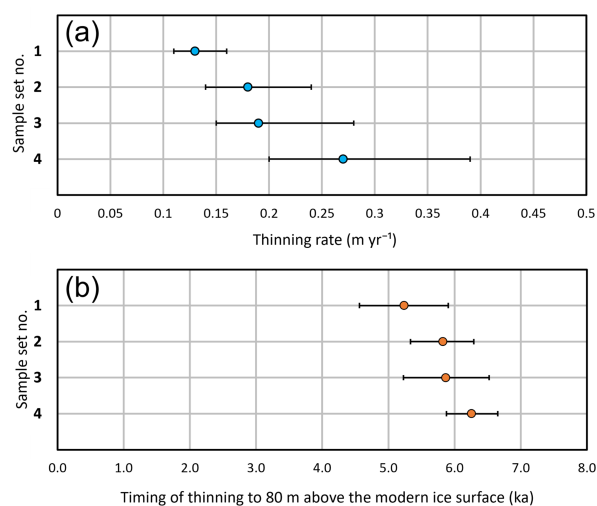 (a)
Sample set no.
1
2
3
4
0 0.05 0.1 0.15 0.2 0.25 0.3 0.35 0.4 0.45 0.5
Thinning rate (m yr⁻¹)
(b)
Sample set no.
1
2
3
4
0.0 1.0 2.0 3.0 4.0 5.0 6.0 7.0 8.0
Timing of thinning to 80 m above the modern ice surface (ka)